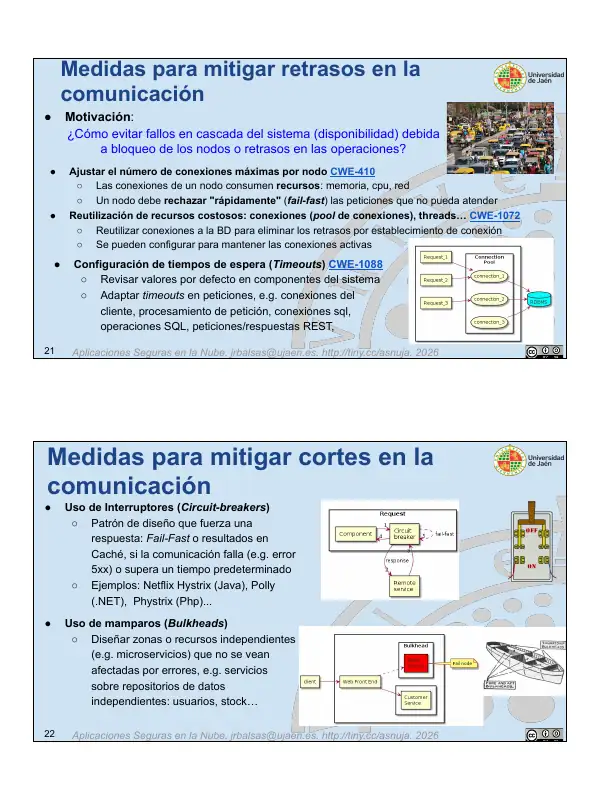 Medidas para mitigar retrasos en la
comunicación
Universidad
de Jaén
● Motivación:
¿Cómo evitar fallos en cascada del sistema (disponibilidad) debida
a bloqueo de los nodos o retrasos en las operaciones?
● Ajustar el número de conexiones máximas por nodo CWE-410
○ Las conexiones de un nodo consumen recursos: memoria, cpu, red
○ Un nodo debe rechazar "rápidamente" (fail-fast) las peticiones que no pueda atender
● Reutilización de recursos costosos: conexiones (pool de conexiones), threads… CWE-1072
○ Reutilizar conexiones a la BD para eliminar los retrasos por establecimiento de conexión
○ Se pueden configurar para mantener las conexiones activas
● Configuración de tiempos de espera (Timeouts) CWE-1088
○ Revisar valores por defecto en componentes del sistema
○ Adaptar timeouts en peticiones, e.g. conexiones del
cliente, procesamiento de petición, conexiones sql,
operaciones SQL, peticiones/respuestas REST,
Connection
Pool
Request_1
connection_1
Request_2
connection_2
RDBMS
Request_3
connection_3
21
Aplicaciones Seguras en la Nube. jrbalsas@ujaen.es. http://tiny.cc/asnuja. 2026
cc
Medidas para mitigar cortes en la
comunicación
Universidad
de Jaén
● Uso de Interruptores (Circuit-breakers)
○ Patrón de diseño que fuerza una
respuesta: Fail-Fast o resultados en
Caché, si la comunicación falla (e.g. error
5xx) o supera un tiempo predeterminado
○ Ejemplos: Netflix Hystrix (Java), Polly
(.NET), Phystrix (Php)...
● Uso de mamparos (Bulkheads)
○ Diseñar zonas o recursos independientes
(e.g. microservicios) que no se vean
afectadas por errores, e.g. servicios
sobre repositorios de datos
independientes: usuarios, stock…
Request
Component
Circuit
breaker
fail-fast
response
Remote
service
OFF
ON
Bulkhead
Fail node
client
Web Front End
Customer
Service
22
Aplicaciones Seguras en la Nube. jrbalsas@ujaen.es. http://tiny.cc/asnuja. 2026
cc